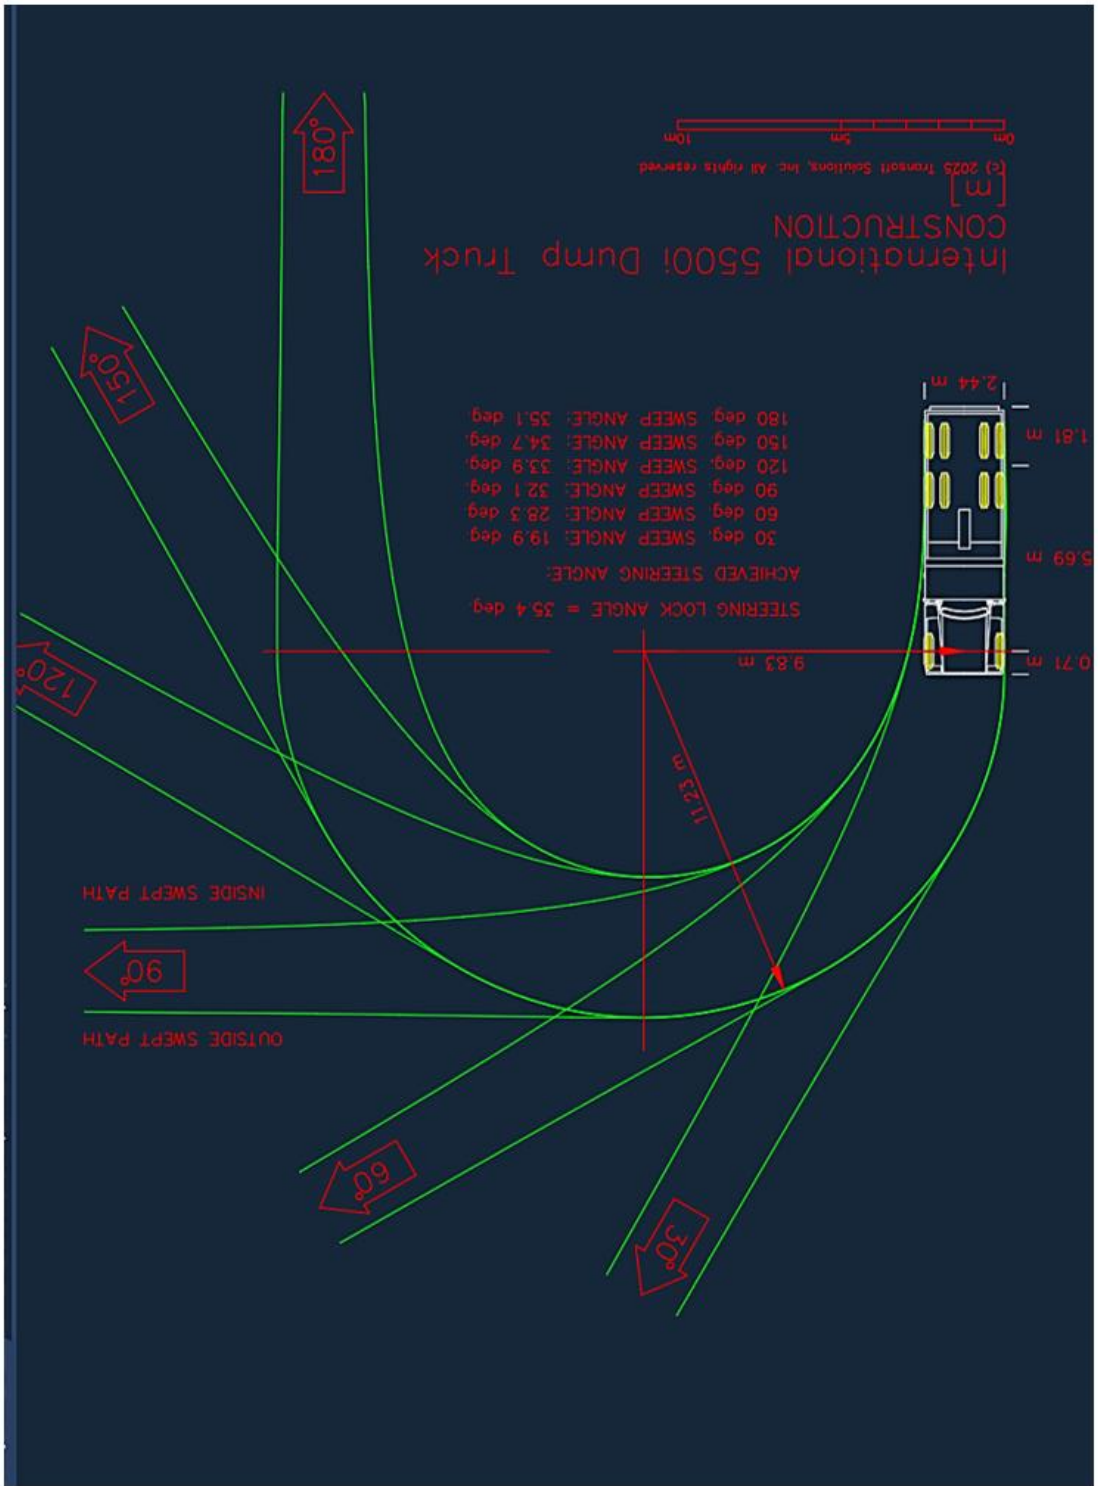 International 5500i Dump Truck
CONSTRUCTION
[m]
(c) 2025 Transoft Solutions, Inc. All rights reserved.
0m 5m 10m
0.71 m
5.69 m
1.81 m
2.44 m
9.83 m
11.23 m
STEERING LOCK ANGLE = 35.4 deg.
ACHIEVED STEERING ANGLE:
30 deg. SWEEP ANGLE: 19.9 deg.
60 deg. SWEEP ANGLE: 28.3 deg.
90 deg. SWEEP ANGLE: 32.1 deg.
120 deg. SWEEP ANGLE: 33.9 deg.
150 deg. SWEEP ANGLE: 34.7 deg.
180 deg. SWEEP ANGLE: 35.1 deg.
30°
60°
OUTSIDE SWEPT PATH
90°
INSIDE SWEPT PATH
120°
150°
180°